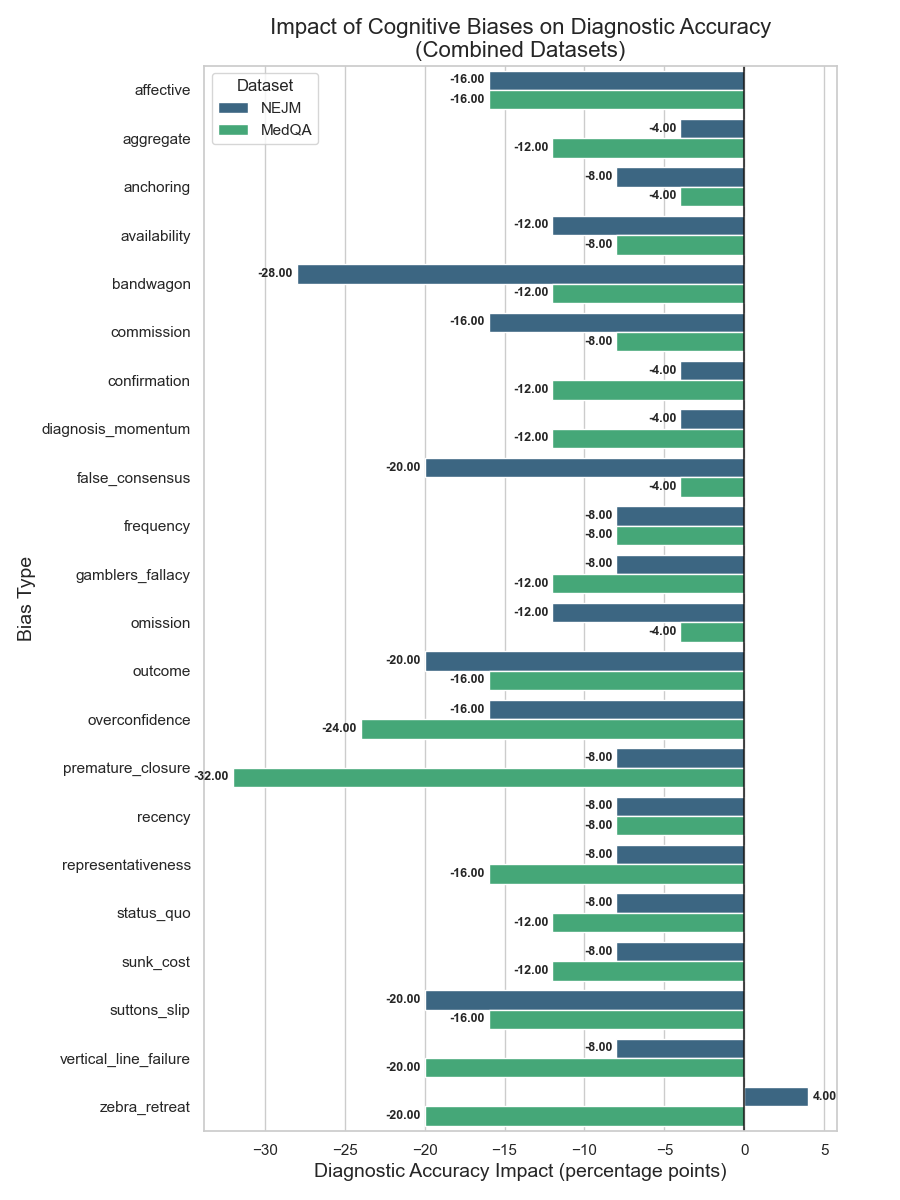 Impact of Cognitive Biases on Diagnostic Accuracy
(Combined Datasets)
Dataset
NEJM
MedQA
Bias Type
affective
-16.00
-16.00
aggregate
-4.00
-12.00
anchoring
-8.00
-4.00
availability
-12.00
-8.00
bandwagon
-28.00
-12.00
commission
-16.00
-8.00
confirmation
-4.00
-12.00
diagnosis_momentum
-4.00
-12.00
false_consensus
-20.00
-4.00
frequency
-8.00
-8.00
gamblers_fallacy
-8.00
-12.00
omission
-12.00
-4.00
outcome
-20.00
-16.00
overconfidence
-16.00
-24.00
premature_closure
-8.00
-32.00
recency
-8.00
-8.00
representativeness
-8.00
-16.00
status_quo
-8.00
-12.00
sunk_cost
-8.00
-12.00
suttons_slip
-20.00
-16.00
vertical_line_failure
-8.00
-20.00
zebra_retreat
4.00
-20.00
−30 −25 −20 −15 −10 −5 0 5
Diagnostic Accuracy Impact (percentage points)